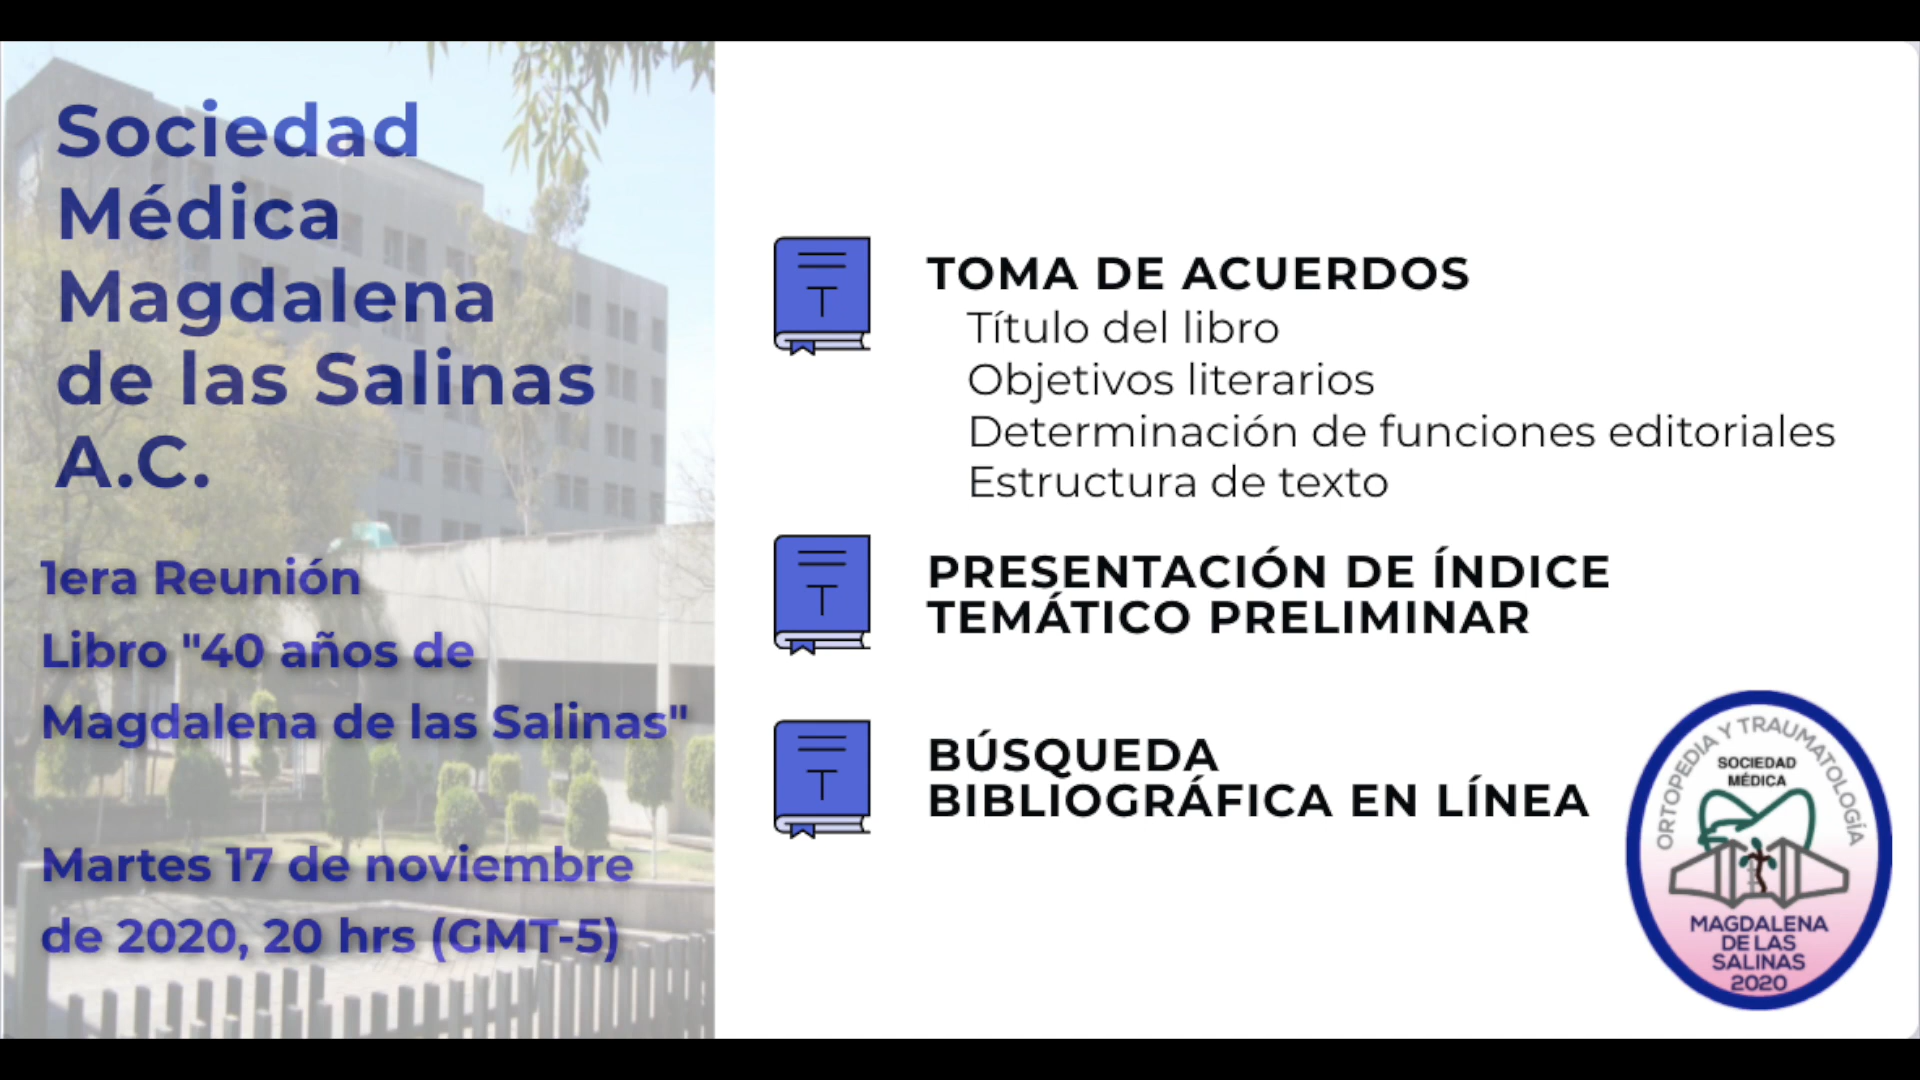 Sociedad
Médica
Magdalena
de las Salinas
A.C.
1era Reunión
Libro "40 años de
Magdalena de las Salinas"
Martes 17 de noviembre
de 2020, 20 hrs (GMT-5)
T
TOMA DE ACUERDOS
Título del libro
Objetivos literarios
Determinación de funciones editoriales
Estructura de texto
T
PRESENTACIÓN DE ÍNDICE
TEMÁTICO PRELIMINAR
T
BÚSQUEDA
BIBLIOGRÁFICA EN LÍNEA
ORTOPEDIA Y TRAUMATOLOGÍA
SOCIEDAD
MÉDICA
MAGDALENA
DE LAS
SALINAS
2020